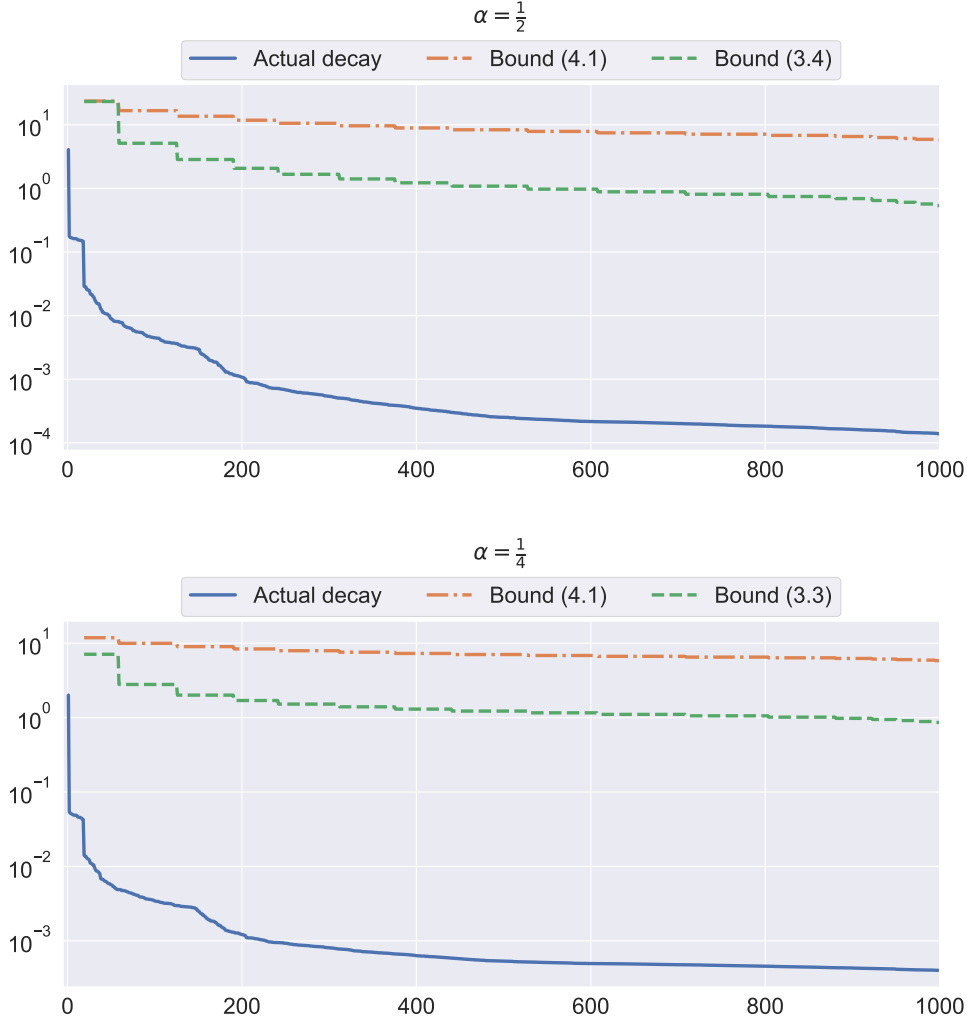 α = 1/2
Actual decay Bound (4.1) Bound (3.4)
10^1
10^0
10^−1
10^−2
10^−3
10^−4
0 200 400 600 800 1000
α = 1/4
Actual decay Bound (4.1) Bound (3.3)
10^1
10^0
10^−1
10^−2
10^−3
0 200 400 600 800 1000